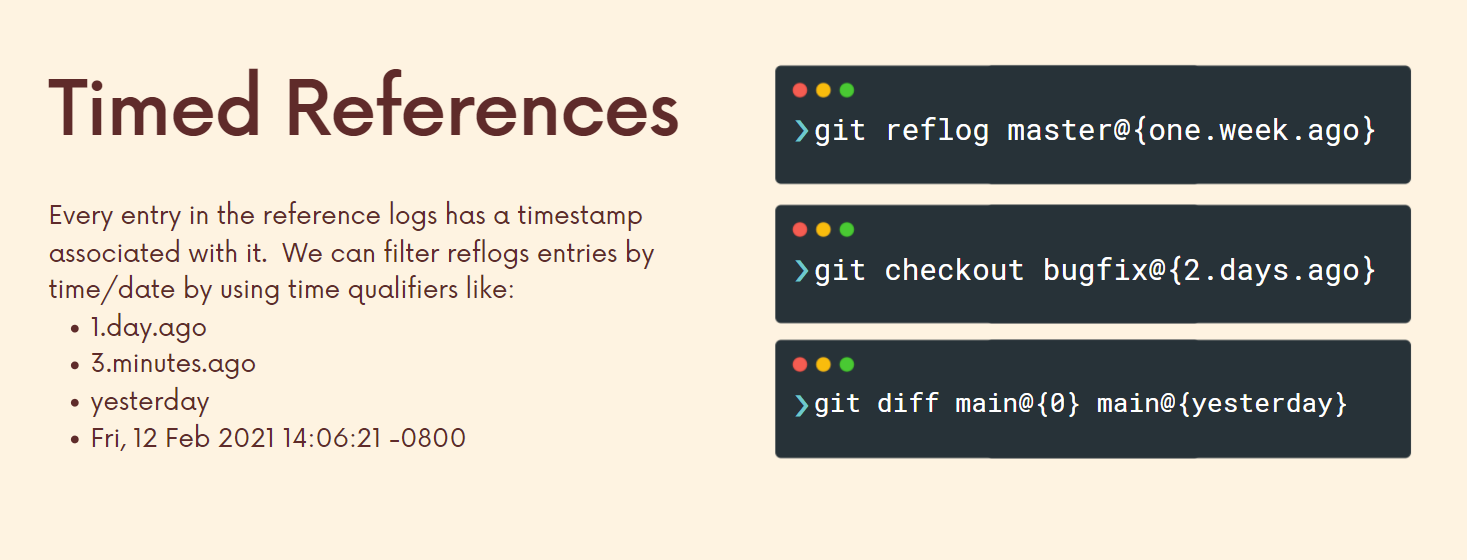 Timed References
Every entry in the reference logs has a timestamp
associated with it.  We can filter reflogs entries by
time/date by using time qualifiers like:
• 1.day.ago
• 3.minutes.ago
• yesterday
• Fri, 12 Feb 2021 14:06:21 -0800
❯git reflog master@{one.week.ago}
❯git checkout bugfix@{2.days.ago}
❯git diff main@{0} main@{yesterday}